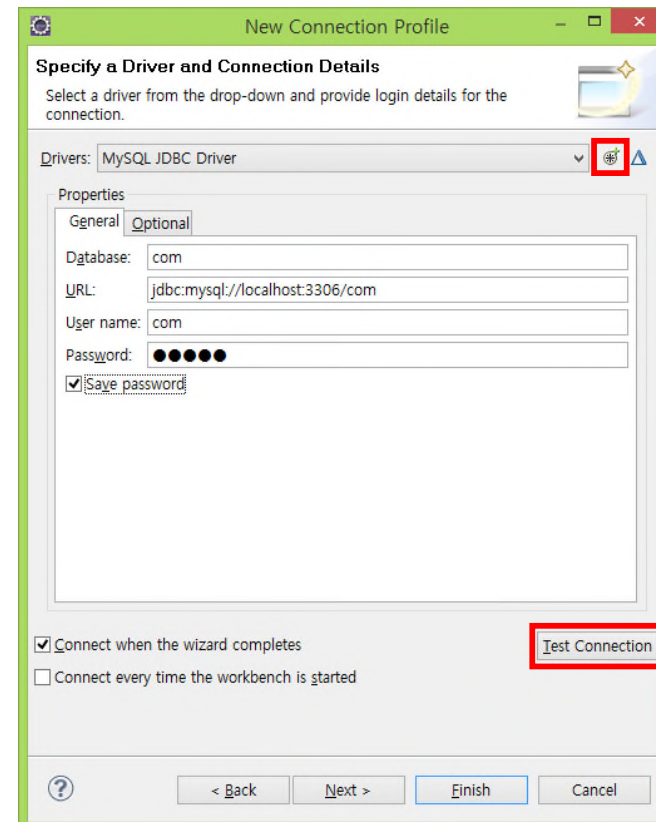 New Connection Profile
Specify a Driver and Connection Details
Select a driver from the drop-down and provide login details for the
connection.
Drivers: MySQL JDBC Driver
Properties
General Optional
Database: com
URL: jdbc:mysql://localhost:3306/com
User name: com
Password: ●●●●●
Save password
Connect when the wizard completes
Test Connection
Connect every time the workbench is started
< Back Next > Finish Cancel